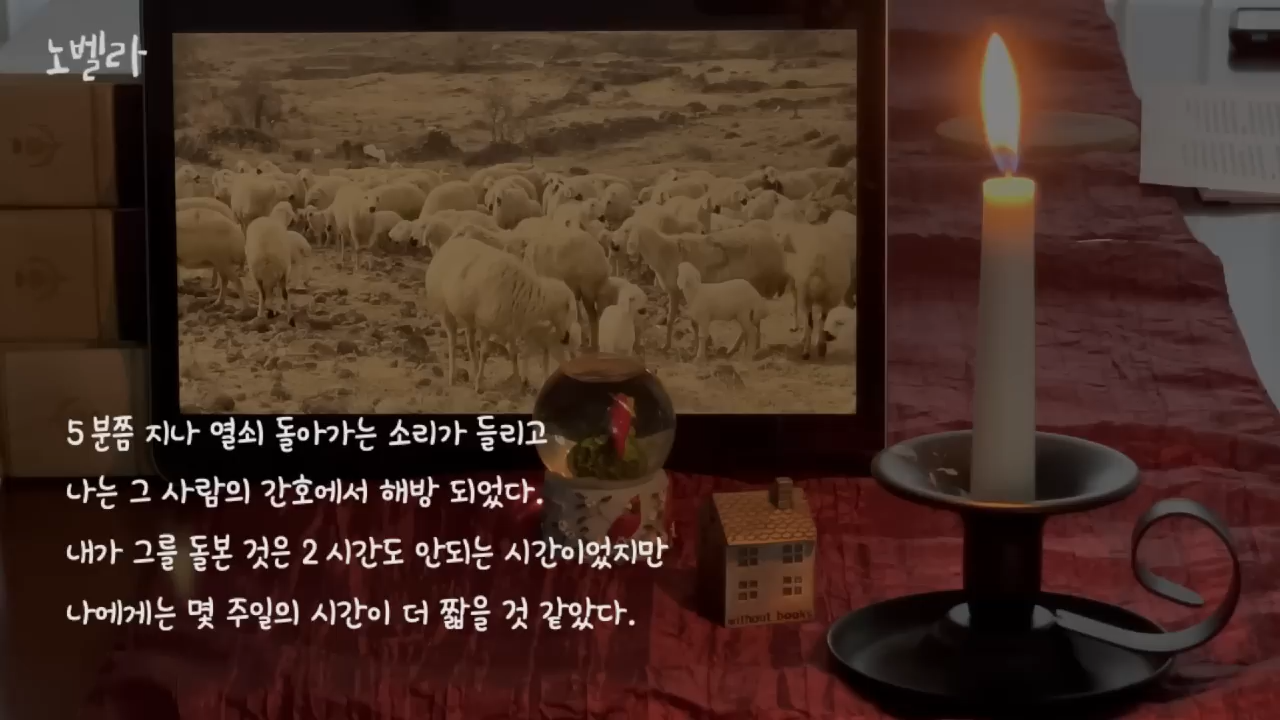 노벨라
5분쯤 지나 열쇠 돌아가는 소리가 들리고
나는 그 사람의 간호에서 해방 되었다.
내가 그를 돌본 것은 2시간도 안되는 시간이었지만
나에게는 몇 주일의 시간이 더 짧을 것 같았다.
without books